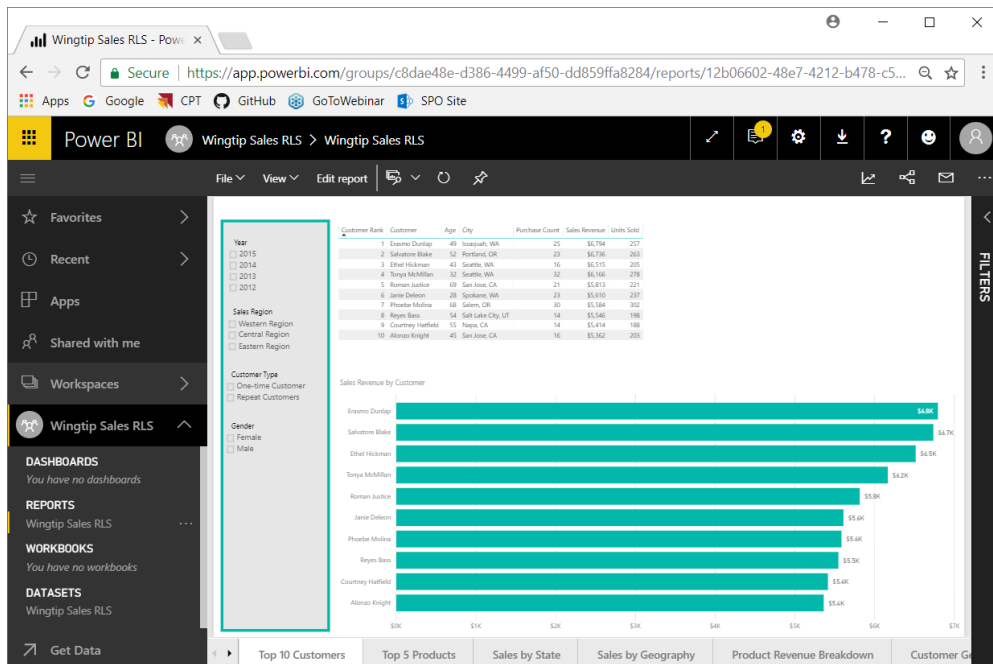 Wingtip Sales RLS - Powe
Secure | https://app.powerbi.com/groups/c8dae48e-d386-4499-af50-dd859ffa8284/reports/12b06602-48e7-4212-b478-c5...
Apps Google CPT GitHub GoToWebinar SPO Site
Power BI Wingtip Sales RLS > Wingtip Sales RLS 1
File View Edit report
Favorites
Recent
Apps
Shared with me
Workspaces
Wingtip Sales RLS
DASHBOARDS
You have no dashboards
REPORTS
Wingtip Sales RLS
WORKBOOKS
You have no workbooks
DATASETS
Wingtip Sales RLS
Get Data
Year
2015
2014
2013
2012
Sales Region
Western Region
Central Region
Eastern Region
Customer Type
One-time Customer
Repeat Customers
Gender
Female
Male
Customer Rank Customer Age City Purchase Count Sales Revenue Units Sold
1 Erasmo Dunlap 49 Issaquah, WA 25 $6,794 257
2 Salvatore Blake 52 Portland, OR 23 $6,736 263
3 Ethel Hickman 43 Seattle, WA 16 $6,515 205
4 Tonya McMillan 32 Seattle, WA 32 $6,166 278
5 Roman Justice 69 San Jose, CA 21 $5,813 221
6 Janie Deleon 28 Spokane, WA 23 $5,610 237
7 Phoebe Molina 68 Salem, OR 30 $5,584 302
8 Reyes Bass 54 Salt Lake City, UT 14 $5,546 198
9 Courtney Hatfield 55 Napa, CA 14 $5,414 188
10 Alonzo Knight 45 San Jose, CA 16 $5,362 203
Sales Revenue by Customer
Erasmo Dunlap $6.8K
Salvatore Blake $6.7K
Ethel Hickman $6.5K
Tonya McMillan $6.2K
Roman Justice $5.8K
Janie Deleon $5.6K
Phoebe Molina $5.6K
Reyes Bass $5.5K
Courtney Hatfield $5.4K
Alonzo Knight $5.4K
$0K $1K $2K $3K $4K $5K $6K $7K
FILTERS
Top 10 Customers Top 5 Products Sales by State Sales by Geography Product Revenue Breakdown Customer Ge